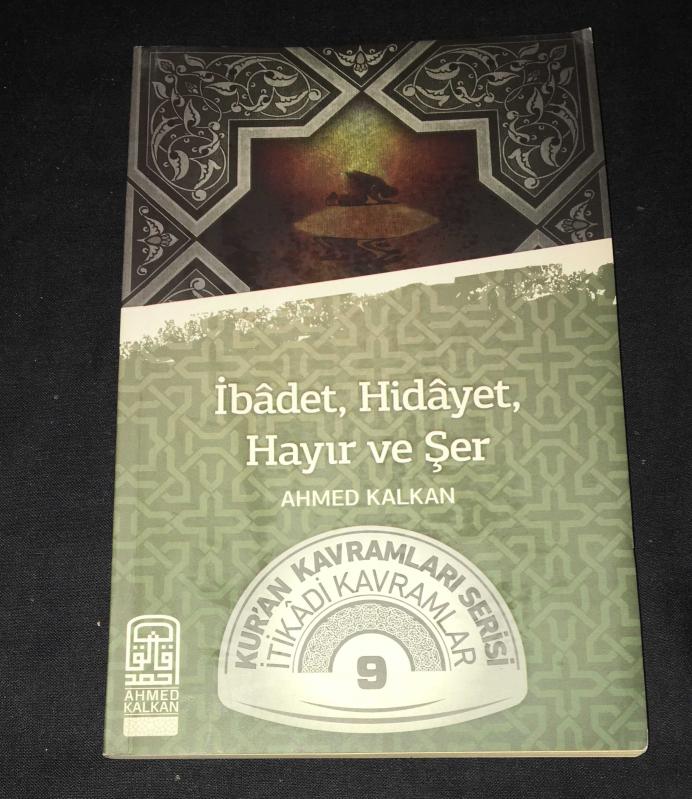 İbâdet, Hidâyet,
Hayır ve Şer
AHMED KALKAN
KUR'AN KAVRAMLARI SERİSİ
İTİKÂDİ KAVRAMLAR
9
AHMED
KALKAN